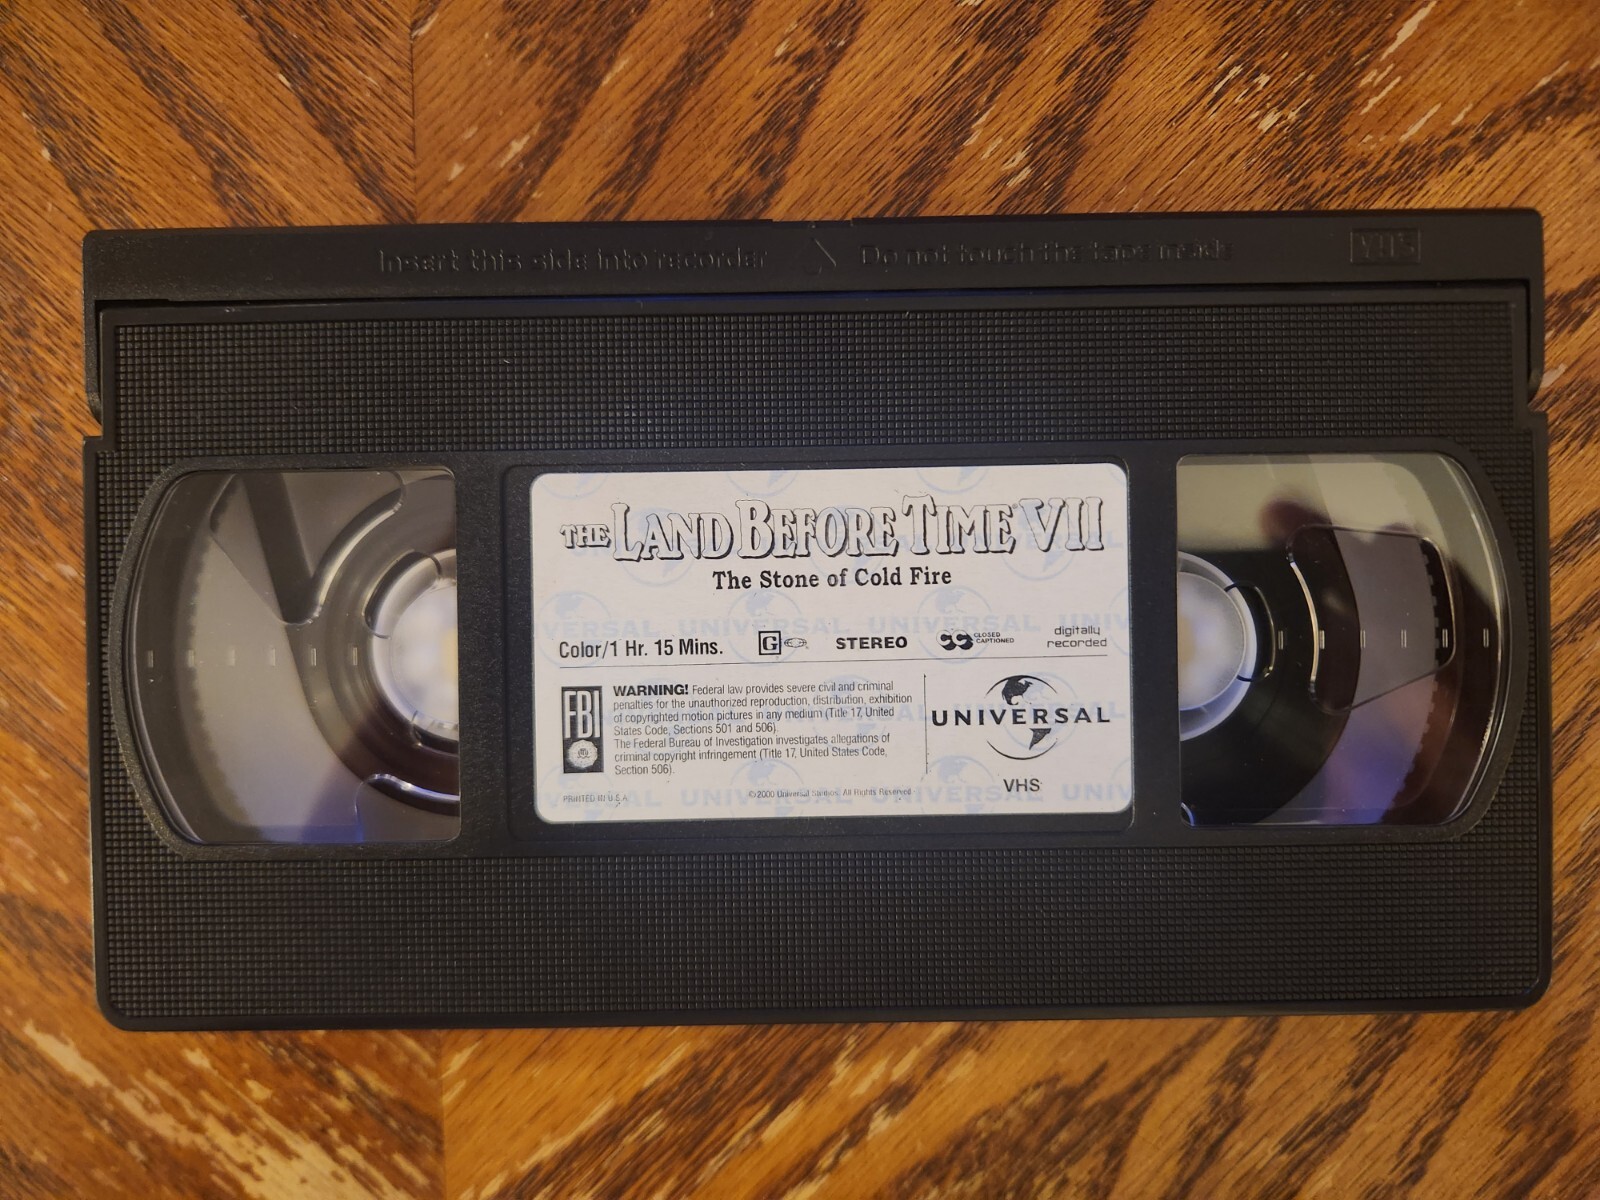 Insert this side into recorder Do not touch the tape inside VHS
THE LAND BEFORE TIME VII
The Stone of Cold Fire
Color/1 Hr. 15 Mins. G STEREO CC CLOSED CAPTIONED digitally recorded
FBI
WARNING! Federal law provides severe civil and criminal
penalties for the unauthorized reproduction, distribution, exhibition
of copyrighted motion pictures in any medium (Title 17, United
States Code, Sections 501 and 506).
The Federal Bureau of Investigation investigates allegations of
criminal copyright infringement (Title 17, United States Code,
Section 506).
UNIVERSAL
VHS
PRINTED IN U.S.A. ©2000 Universal Studios. All Rights Reserved.